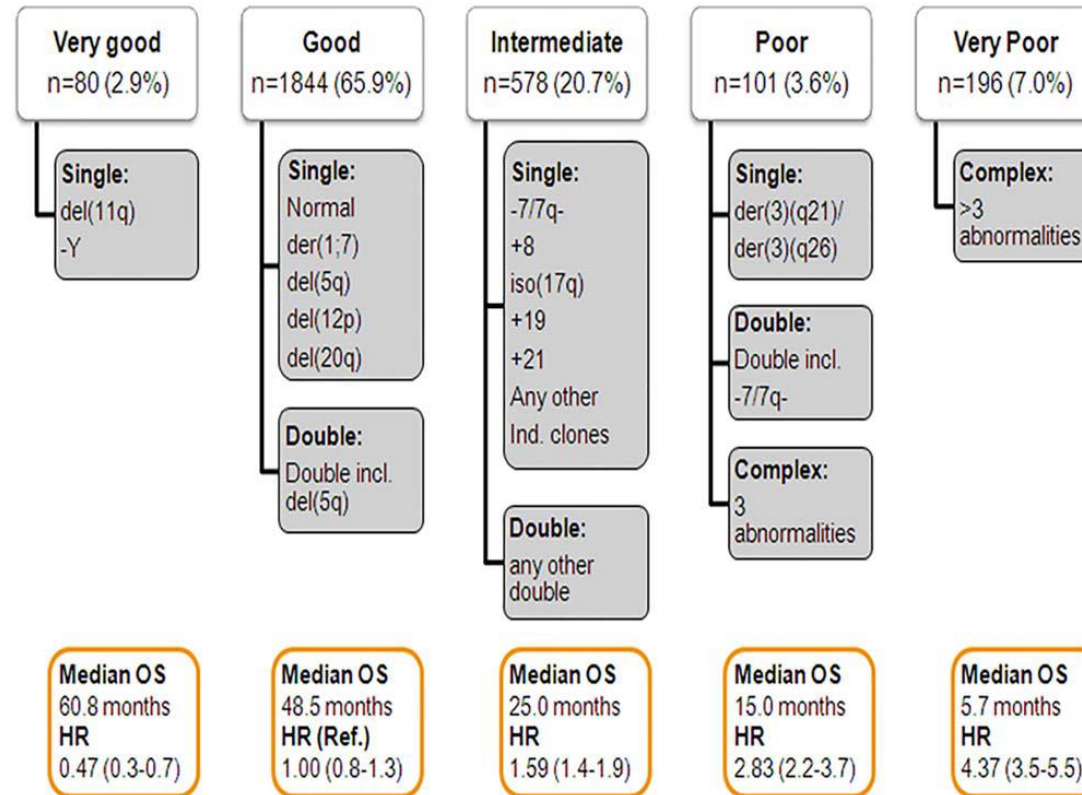 Very good
n=80 (2.9%)
Single:
del(11q)
-Y
Median OS
60.8 months
HR
0.47 (0.3-0.7)
Good
n=1844 (65.9%)
Single:
Normal
der(1;7)
del(5q)
del(12p)
del(20q)
Double:
Double incl.
del(5q)
Median OS
48.5 months
HR (Ref.)
1.00 (0.8-1.3)
Intermediate
n=578 (20.7%)
Single:
-7/7q-
+8
iso(17q)
+19
+21
Any other
Ind. clones
Double:
any other
double
Median OS
25.0 months
HR
1.59 (1.4-1.9)
Poor
n=101 (3.6%)
Single:
der(3)(q21)/
der(3)(q26)
Double:
Double incl.
-7/7q-
Complex:
3
abnormalities
Median OS
15.0 months
HR
2.83 (2.2-3.7)
Very Poor
n=196 (7.0%)
Complex:
>3
abnormalities
Median OS
5.7 months
HR
4.37 (3.5-5.5)